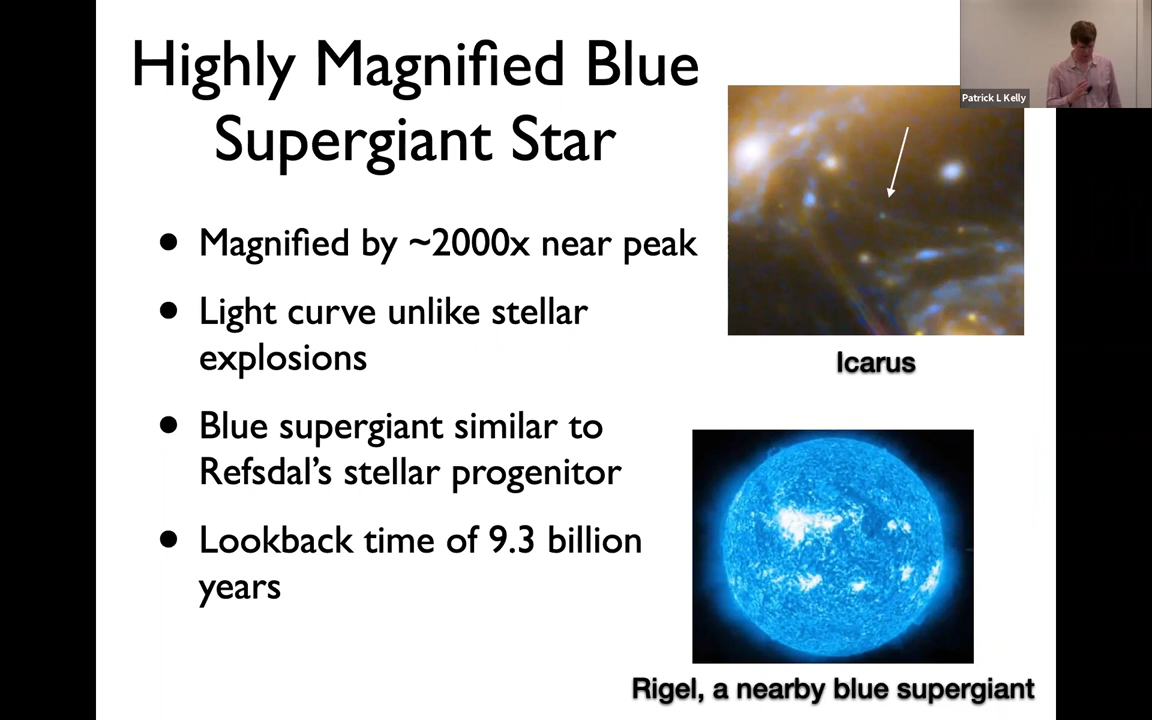 Highly Magnified Blue
Supergiant Star
• Magnified by ~2000x near peak
• Light curve unlike stellar
explosions
• Blue supergiant similar to
Refsdal's stellar progenitor
• Lookback time of 9.3 billion
years
Patrick L Kelly
Icarus
Rigel, a nearby blue supergiant